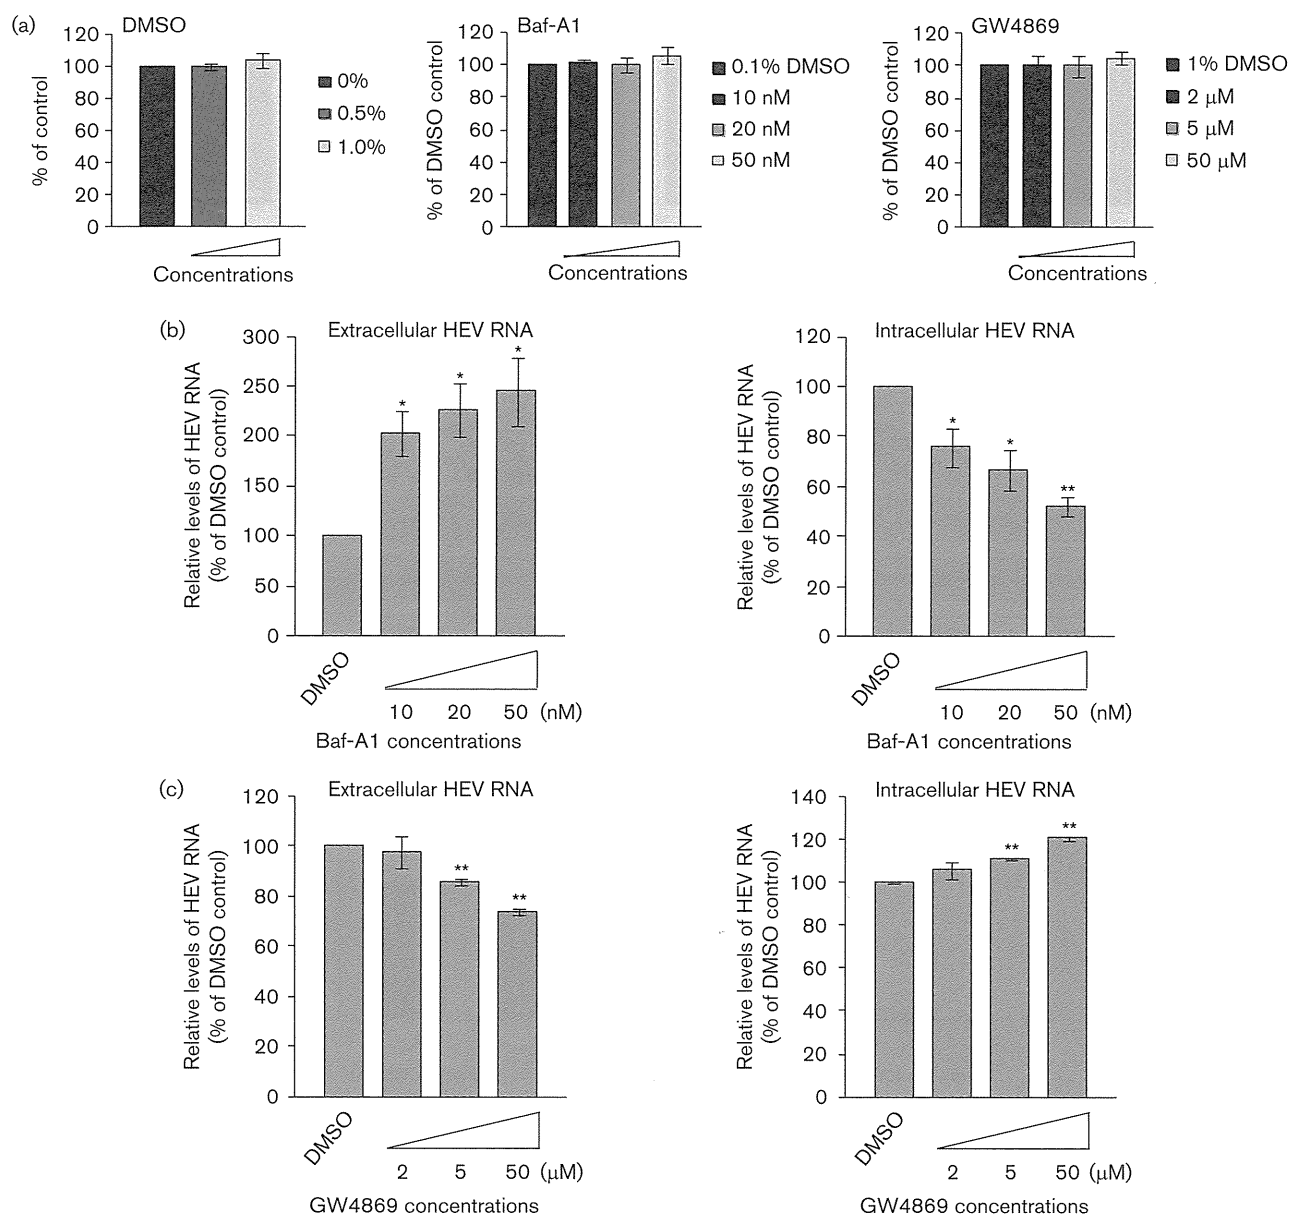 (a)
DMSO
% of control
120
100
80
60
40
20
0
0%
0.5%
1.0%
Concentrations
Baf-A1
% of DMSO control
120
100
80
60
40
20
0
0.1% DMSO
10 nM
20 nM
50 nM
Concentrations
GW4869
% of DMSO control
120
100
80
60
40
20
0
1% DMSO
2 μM
5 μM
50 μM
Concentrations
(b)
Extracellular HEV RNA
Relative levels of HEV RNA
(% of DMSO control)
300
250
200
150
100
50
0
*
*
*
DMSO
10 20 50 (nM)
Baf-A1 concentrations
Intracellular HEV RNA
Relative levels of HEV RNA
(% of DMSO control)
120
100
80
60
40
20
0
*
*
**
DMSO
10 20 50 (nM)
Baf-A1 concentrations
(c)
Extracellular HEV RNA
Relative levels of HEV RNA
(% of DMSO control)
120
100
80
60
40
20
0
**
**
DMSO
2 5 50 (μM)
GW4869 concentrations
Intracellular HEV RNA
Relative levels of HEV RNA
(% of DMSO control)
140
120
100
80
60
40
20
0
**
**
DMSO
2 5 50 (μM)
GW4869 concentrations